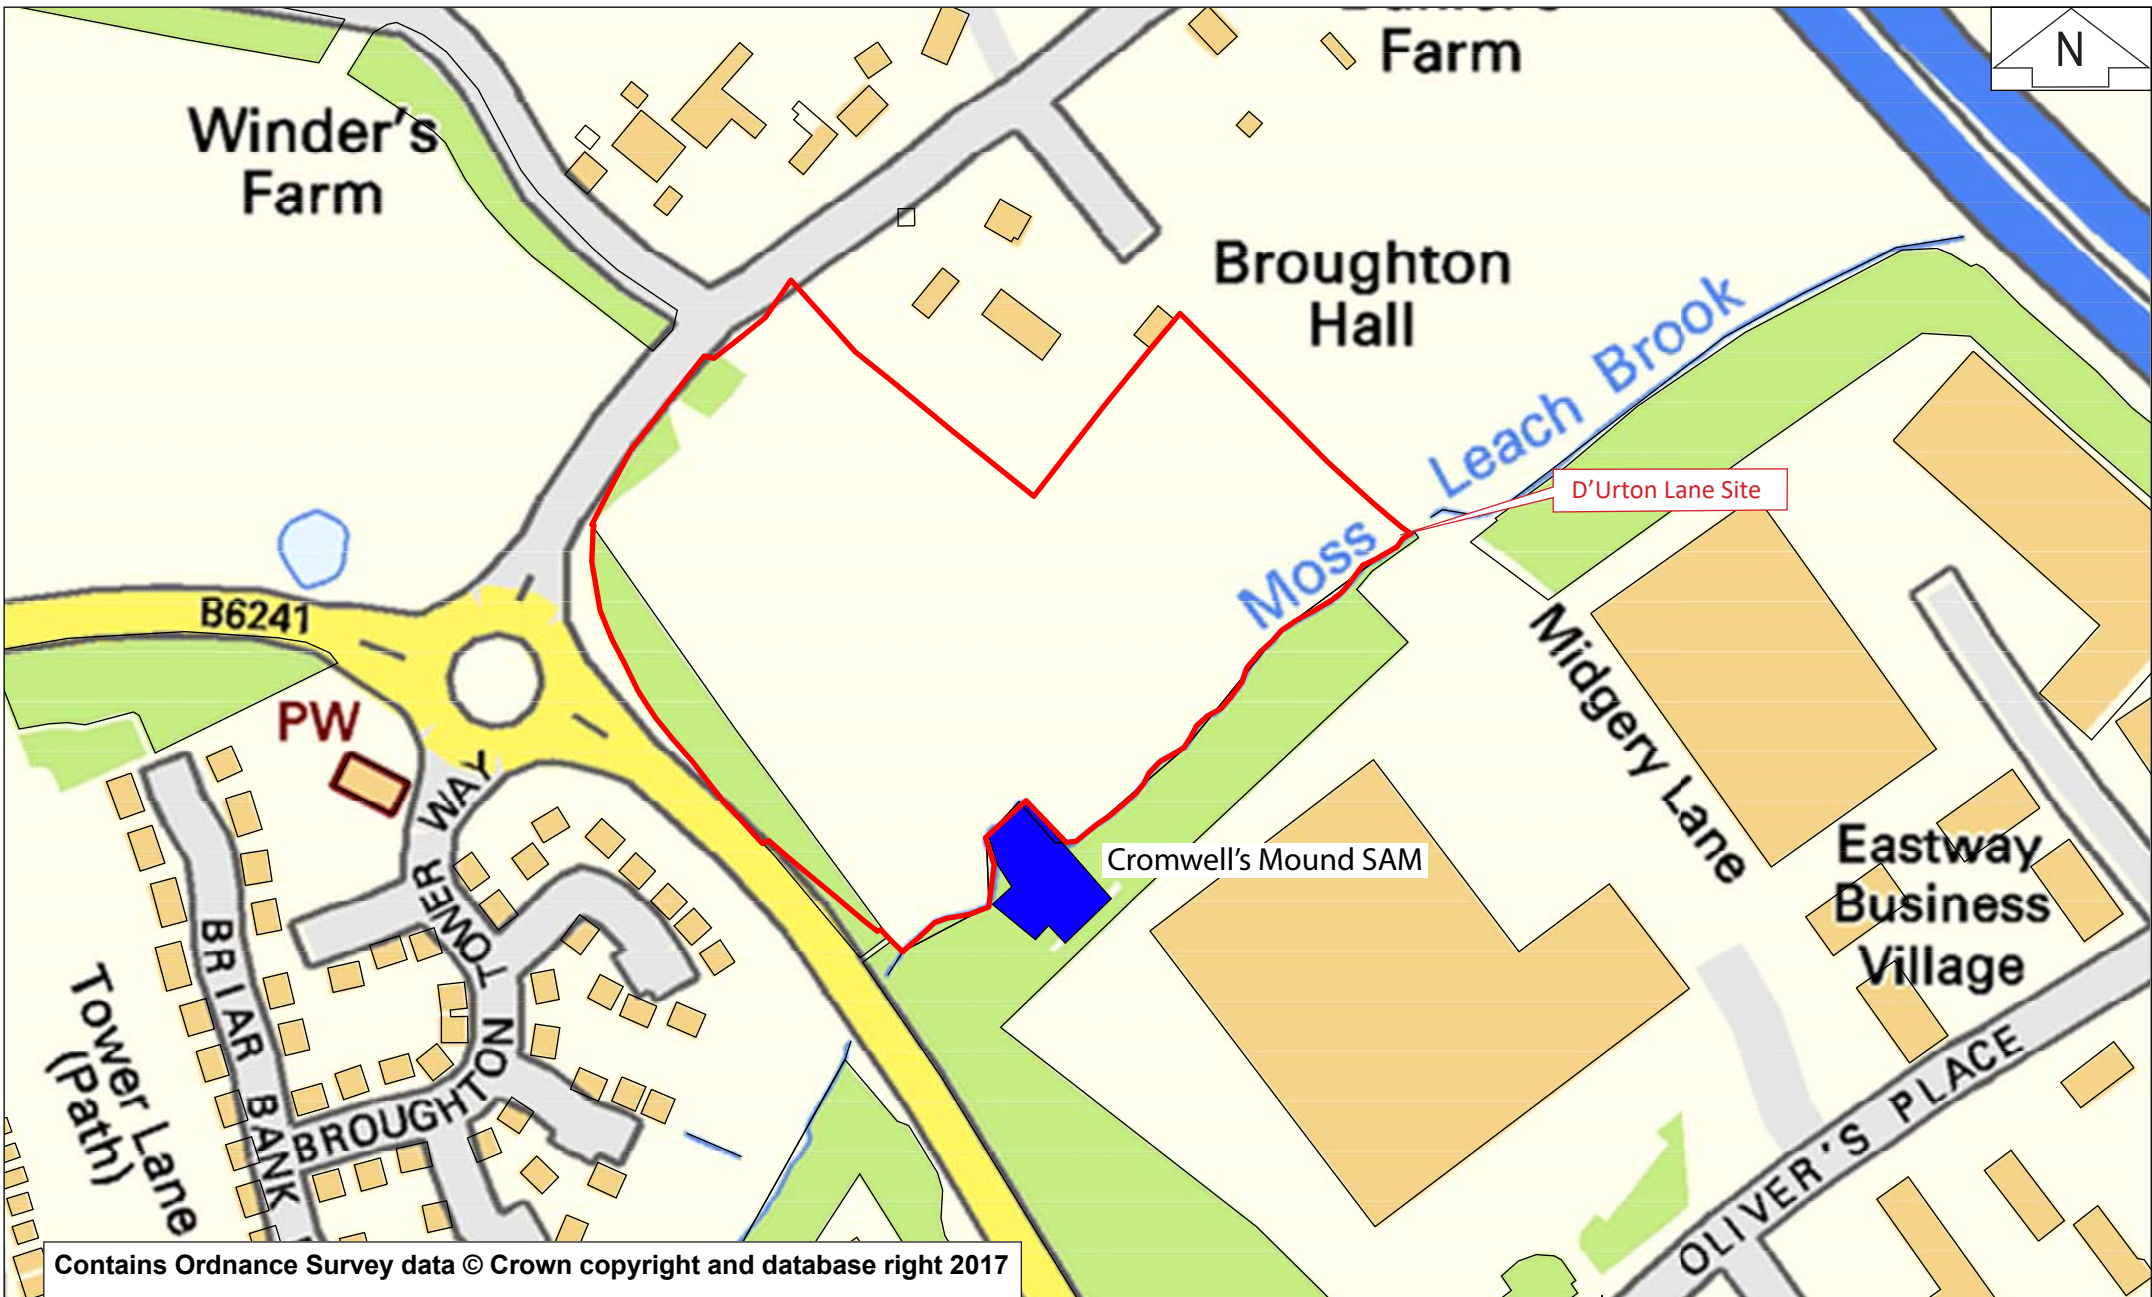 Farm
N
Winder's
Farm
Broughton
Hall
Leach Brook
Moss
D'Urton Lane Site
B6241
PW
Midgery Lane
TOWER WAY
Cromwell's Mound SAM
Eastway
Business
Village
BRIAR BANK
BROUGHTON TOWER
Tower Lane
(Path)
OLIVER'S PLACE
Contains Ordnance Survey data © Crown copyright and database right 2017